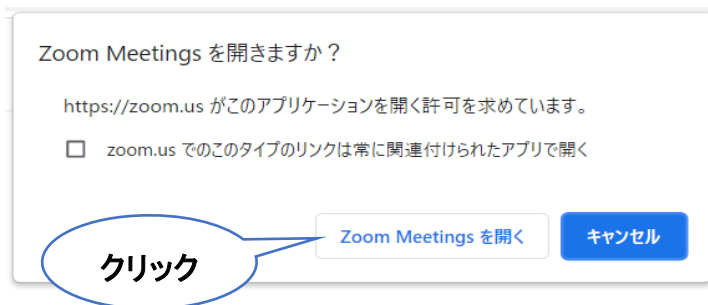 Zoom Meetings を開きますか？
https://zoom.us がこのアプリケーションを開く許可を求めています。
zoom.us でのこのタイプのリンクは常に関連付けられたアプリで開く
Zoom Meetings を開く
キャンセル
クリック